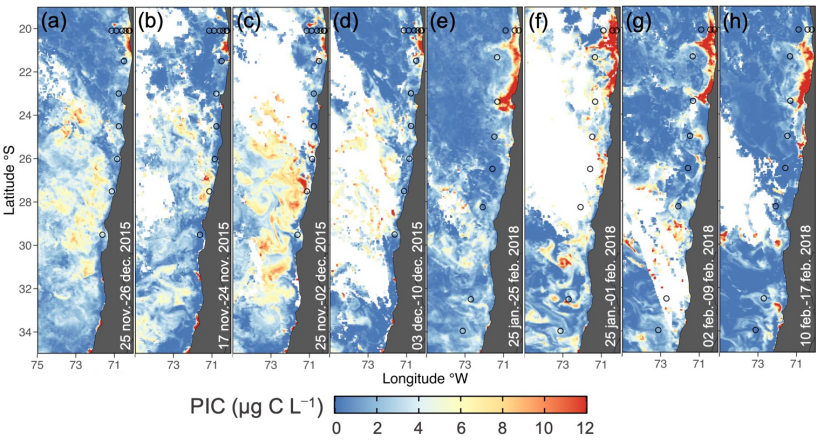 (a) (b) (c) (d) (e) (f) (g) (h)
20
22
24
26
28
30
32
34
Latitude °S
25 nov.-26 dec. 2015
17 nov.-24 nov. 2015
25 nov.-02 dec. 2015
03 dec.-10 dec. 2015
25 jan.-25 feb. 2018
25 jan.-01 feb. 2018
02 feb.-09 feb. 2018
10 feb.-17 feb. 2018
75 73 71 73 71 73 71 73 71 73 71 73 71 73 71 73 71
Longitude °W
PIC (µg C L⁻¹)
0 2 4 6 8 10 12